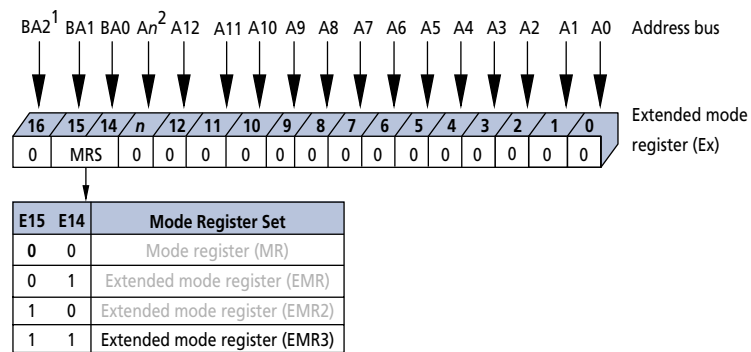 BA2¹ BA1 BA0 An² A12 A11 A10 A9 A8 A7 A6 A5 A4 A3 A2 A1 A0 Address bus
16 15 14 n 12 11 10 9 8 7 6 5 4 3 2 1 0 Extended mode
register (Ex)
0 MRS 0 0 0 0 0 0 0 0 0 0 0 0 0 0
E15 E14 Mode Register Set
0 0 Mode register (MR)
0 1 Extended mode register (EMR)
1 0 Extended mode register (EMR2)
1 1 Extended mode register (EMR3)